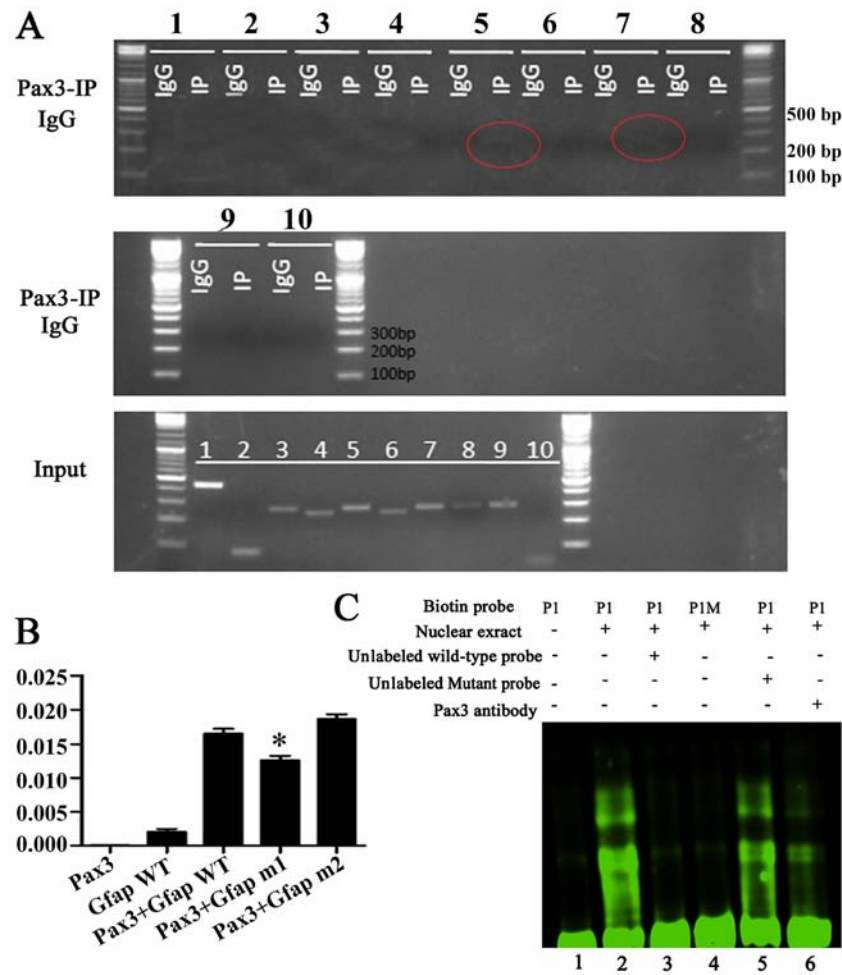 A
1 2 3 4 5 6 7 8
Pax3-IP
IgG
IgG IP IgG IP IgG IP IgG IP IgG IP IgG IP IgG IP IgG IP
500 bp
200 bp
100 bp
9 10
Pax3-IP
IgG
IgG IP IgG IP
300bp
200bp
100bp
Input
1 2 3 4 5 6 7 8 9 10
B
0.025
0.020
0.015
0.010
0.005
0.000
*
Pax3
Gfap WT
Pax3+Gfap WT
Pax3+Gfap m1
Pax3+Gfap m2
C
Biotin probe P1 P1 P1 P1M P1 P1
Nuclear exract - + + + + +
Unlabeled wild-type probe - - + - - -
Unlabeled Mutant probe - - - - + -
Pax3 antibody - - - - - +
1 2 3 4 5 6